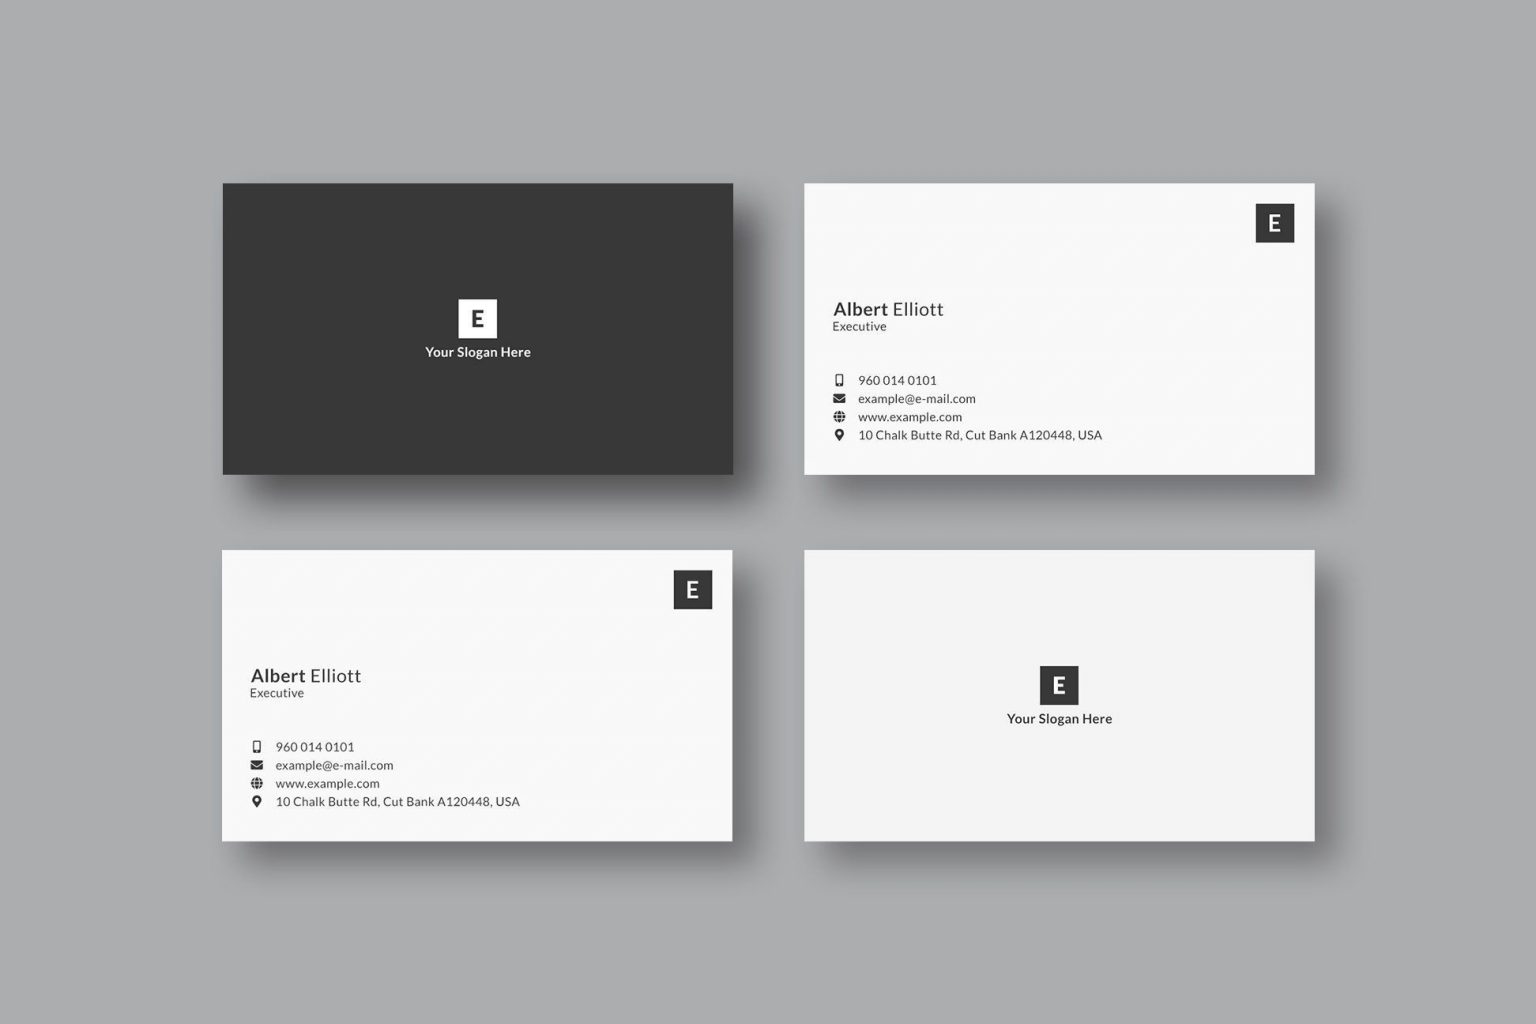 E
Your Slogan Here
E
Albert Elliott
Executive
960 014 0101
example@e-mail.com
www.example.com
10 Chalk Butte Rd, Cut Bank A120448, USA
E
Albert Elliott
Executive
960 014 0101
example@e-mail.com
www.example.com
10 Chalk Butte Rd, Cut Bank A120448, USA
E
Your Slogan Here